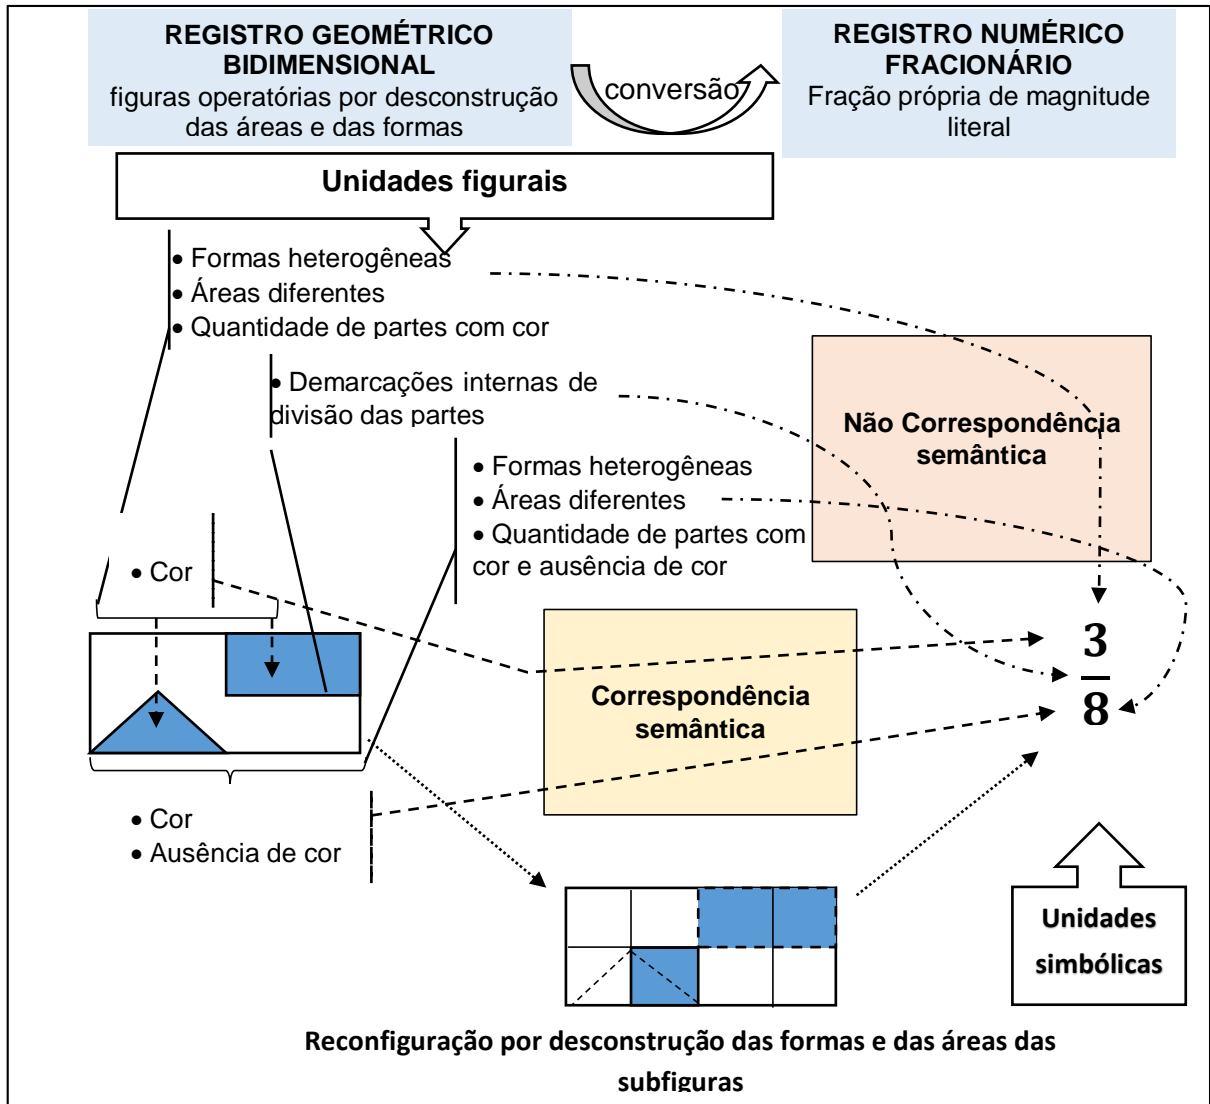 REGISTRO GEOMÉTRICO
BIDIMENSIONAL
figuras operatórias por desconstrução
das áreas e das formas
conversão
REGISTRO NUMÉRICO
FRACIONÁRIO
Fração própria de magnitude
literal
Unidades figurais
• Formas heterogêneas
• Áreas diferentes
• Quantidade de partes com cor
• Demarcações internas de
divisão das partes
• Formas heterogêneas
• Áreas diferentes
• Quantidade de partes com
cor e ausência de cor
Não Correspondência
semântica
• Cor
Correspondência
semântica
3
8
• Cor
• Ausência de cor
Unidades
simbólicas
Reconfiguração por desconstrução das formas e das áreas das
subfiguras